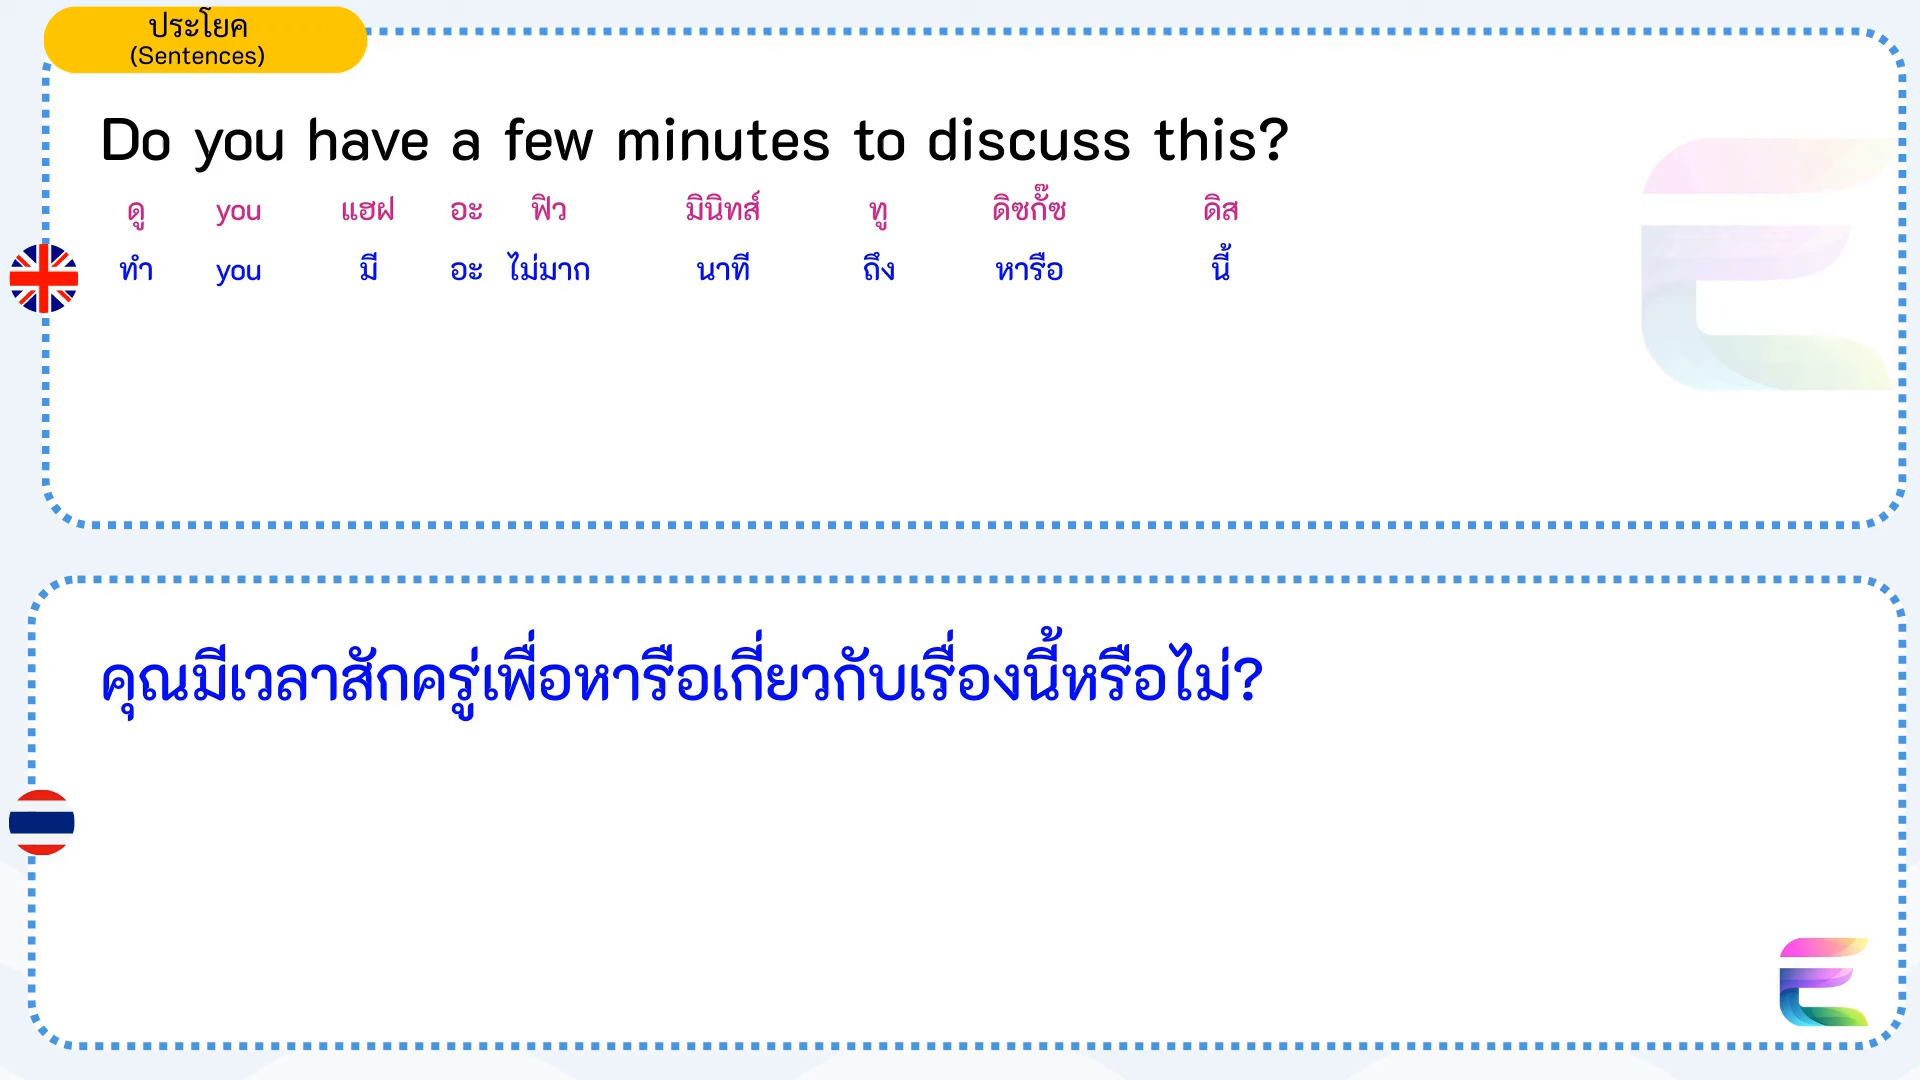 ประโยค
(Sentences)
Do you have a few minutes to discuss this?
ดู you แฮฝ อะ ฟิว มินิทส์ ทู ดิซกั๊ซ ดิส
ทำ you มี อะ ไม่มาก นาที ถึง หารือ นี้
คุณมีเวลาสักครู่เพื่อหารือเกี่ยวกับเรื่องนี้หรือไม่?